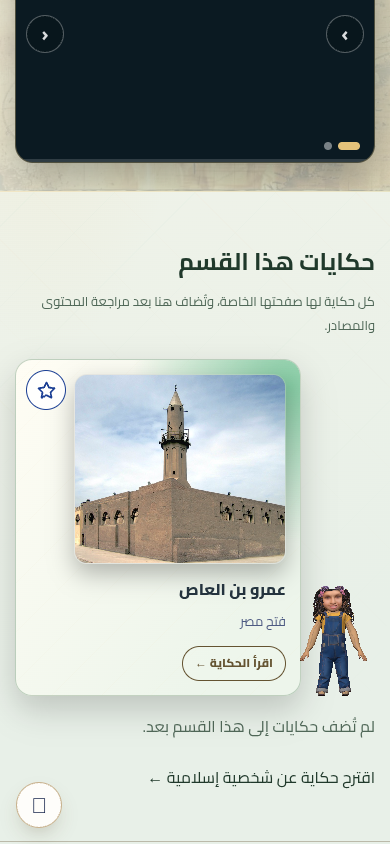 حكايات هذا القسم
كل حكاية لها صفحتها الخاصة، وتُضاف هنا بعد مراجعة المحتوى
والمصادر.
عمرو بن العاص
فتح مصر
اقرأ الحكاية ←
لم تُضف حكايات إلى هذا القسم بعد.
اقترح حكاية عن شخصية إسلامية ←